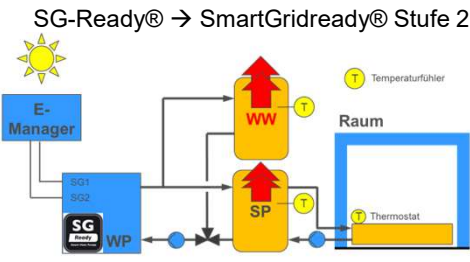 SG-Ready® → SmartGridready® Stufe 2
T Temperaturfühler
E-
Manager
WW
T
Raum
SG1
SG2
SP
T
T Thermostat
SG
Ready
WP